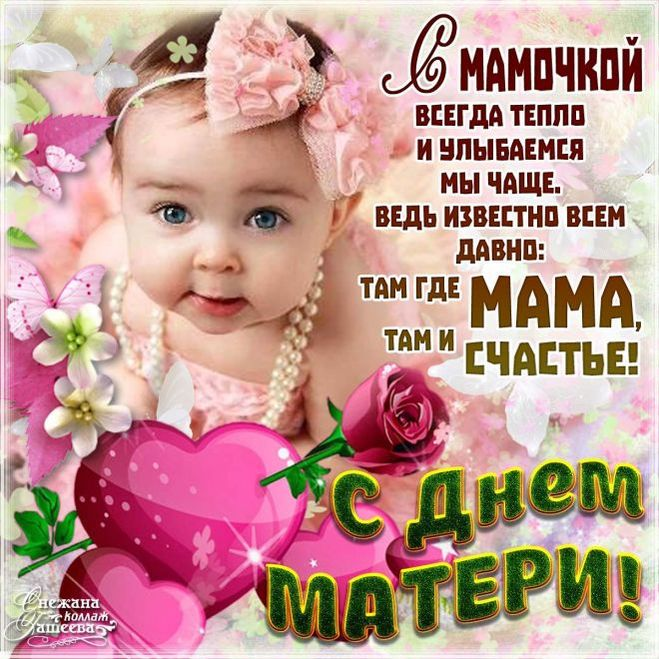 С МАМОЧКОЙ
ВСЕГДА ТЕПЛО
И УЛЫБАЕМСЯ
МЫ ЧАЩЕ.
ВЕДЬ ИЗВЕСТНО ВСЕМ
ДАВНО:
ТАМ ГДЕ МАМА,
ТАМ И СЧАСТЬЕ!
С Днем
МАТЕРИ!
Снежана
коллаж
Гашеева